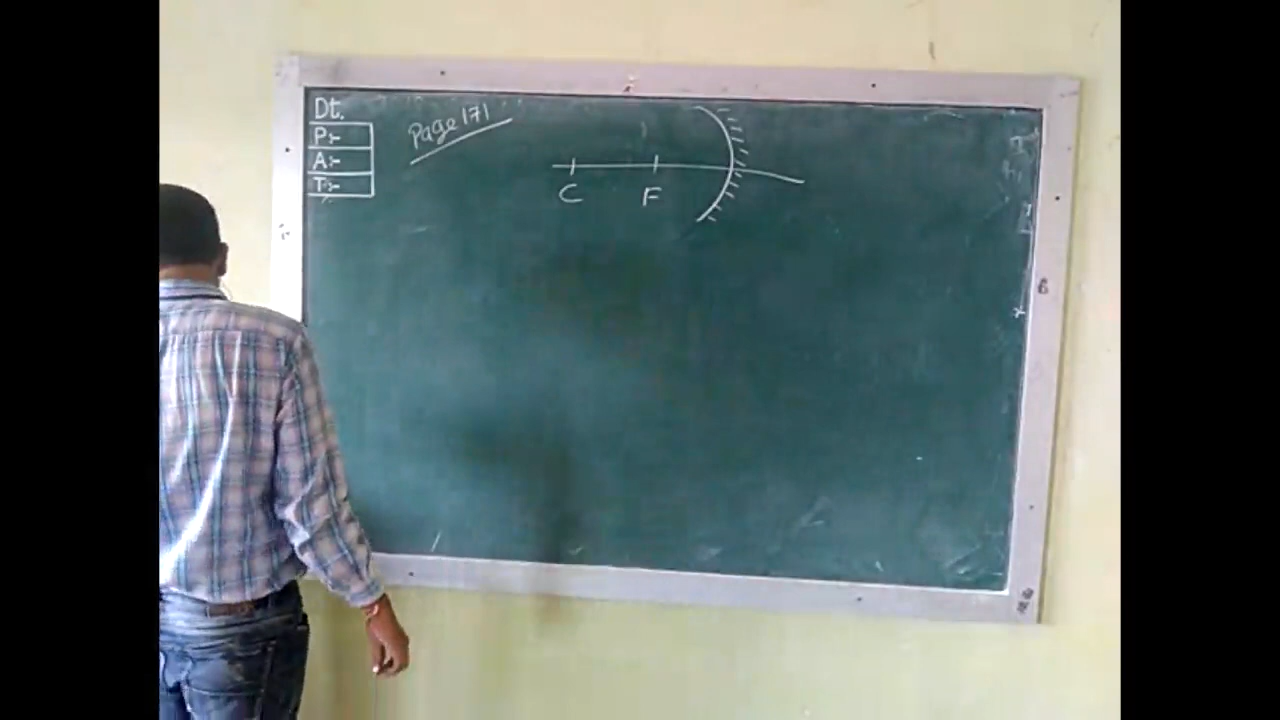 Dt.
P:-
A:-
T:-
Page 171
C F